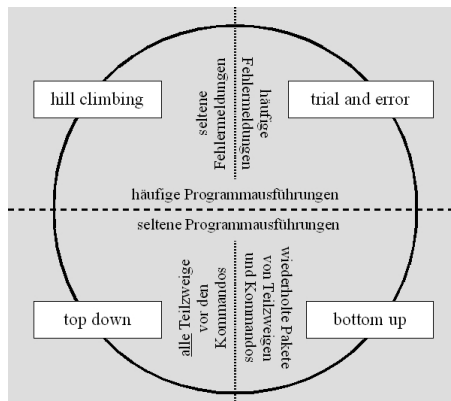 hill climbing
seltene
Fehlermeldungen
häufige
Fehlermeldungen
trial and error
häufige Programmausführungen
seltene Programmausführungen
top down
alle Teilzweige
vor den
Kommandos
wiederholte Pakete
von Teilzweigen
und Kommandos
bottom up